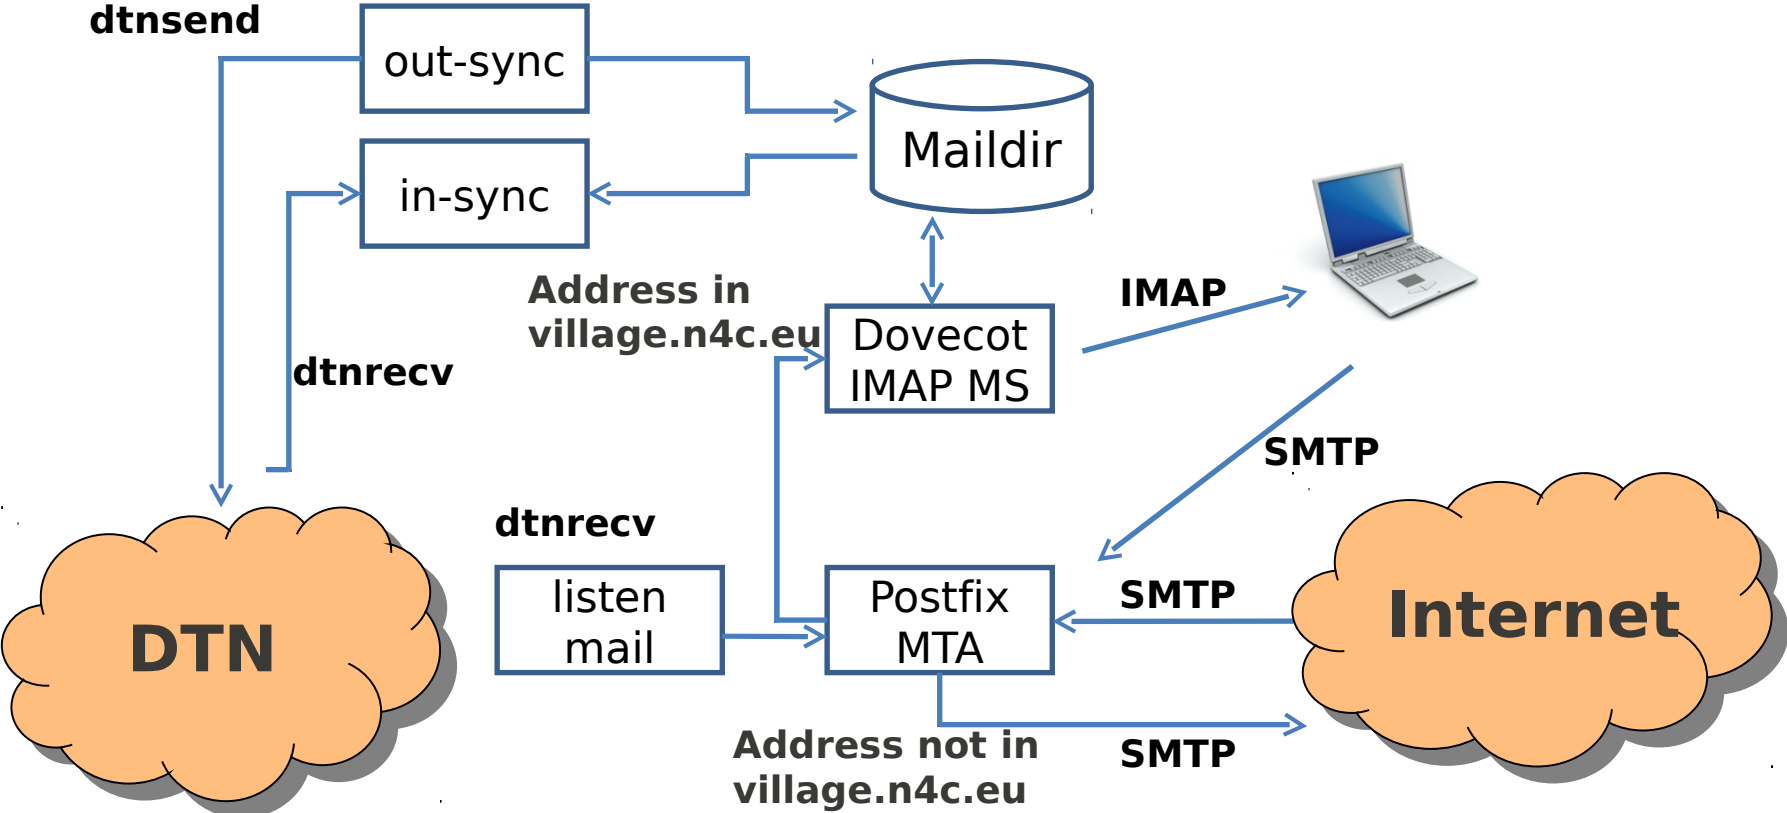 dtnsend
out-sync
in-sync
Maildir
Address in
village.n4c.eu
Dovecot
IMAP MS
IMAP
dtnrecv
SMTP
dtnrecv
listen
mail
Postfix
MTA
SMTP
DTN
Internet
Address not in
village.n4c.eu
SMTP